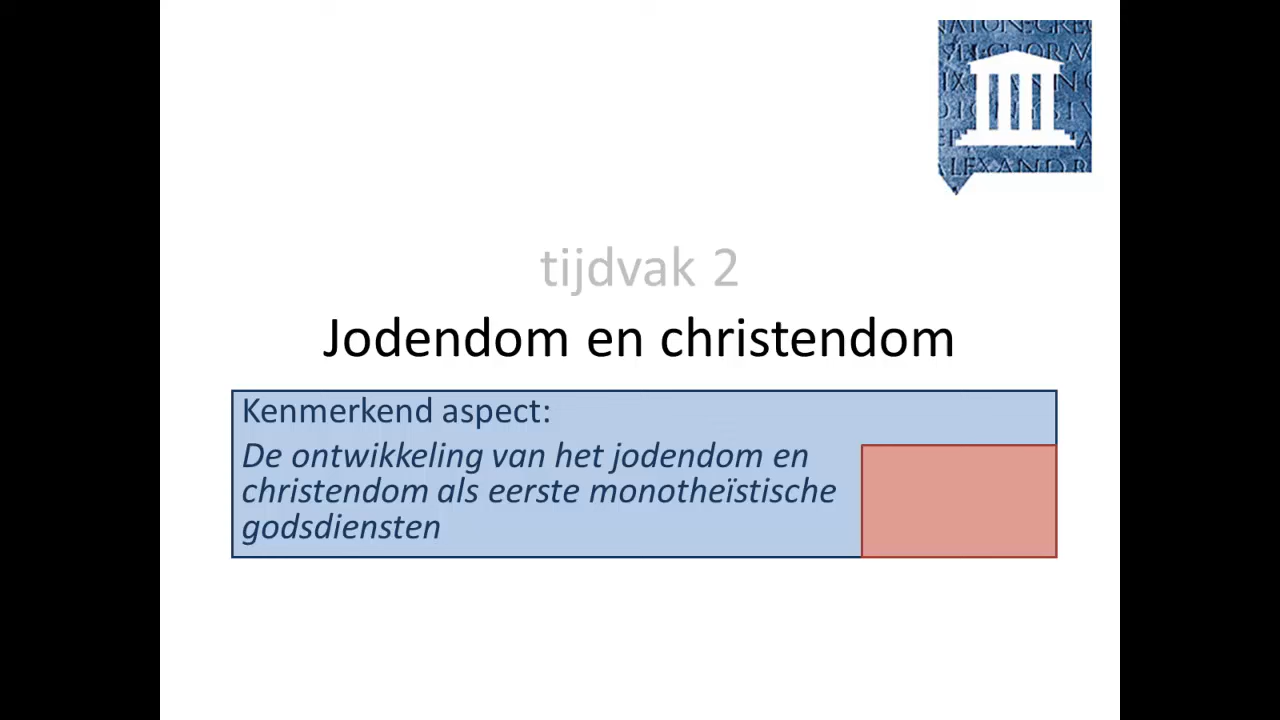 tijdvak 2
Jodendom en christendom
Kenmerkend aspect:
De ontwikkeling van het jodendom en
christendom als eerste monotheïstische
godsdiensten